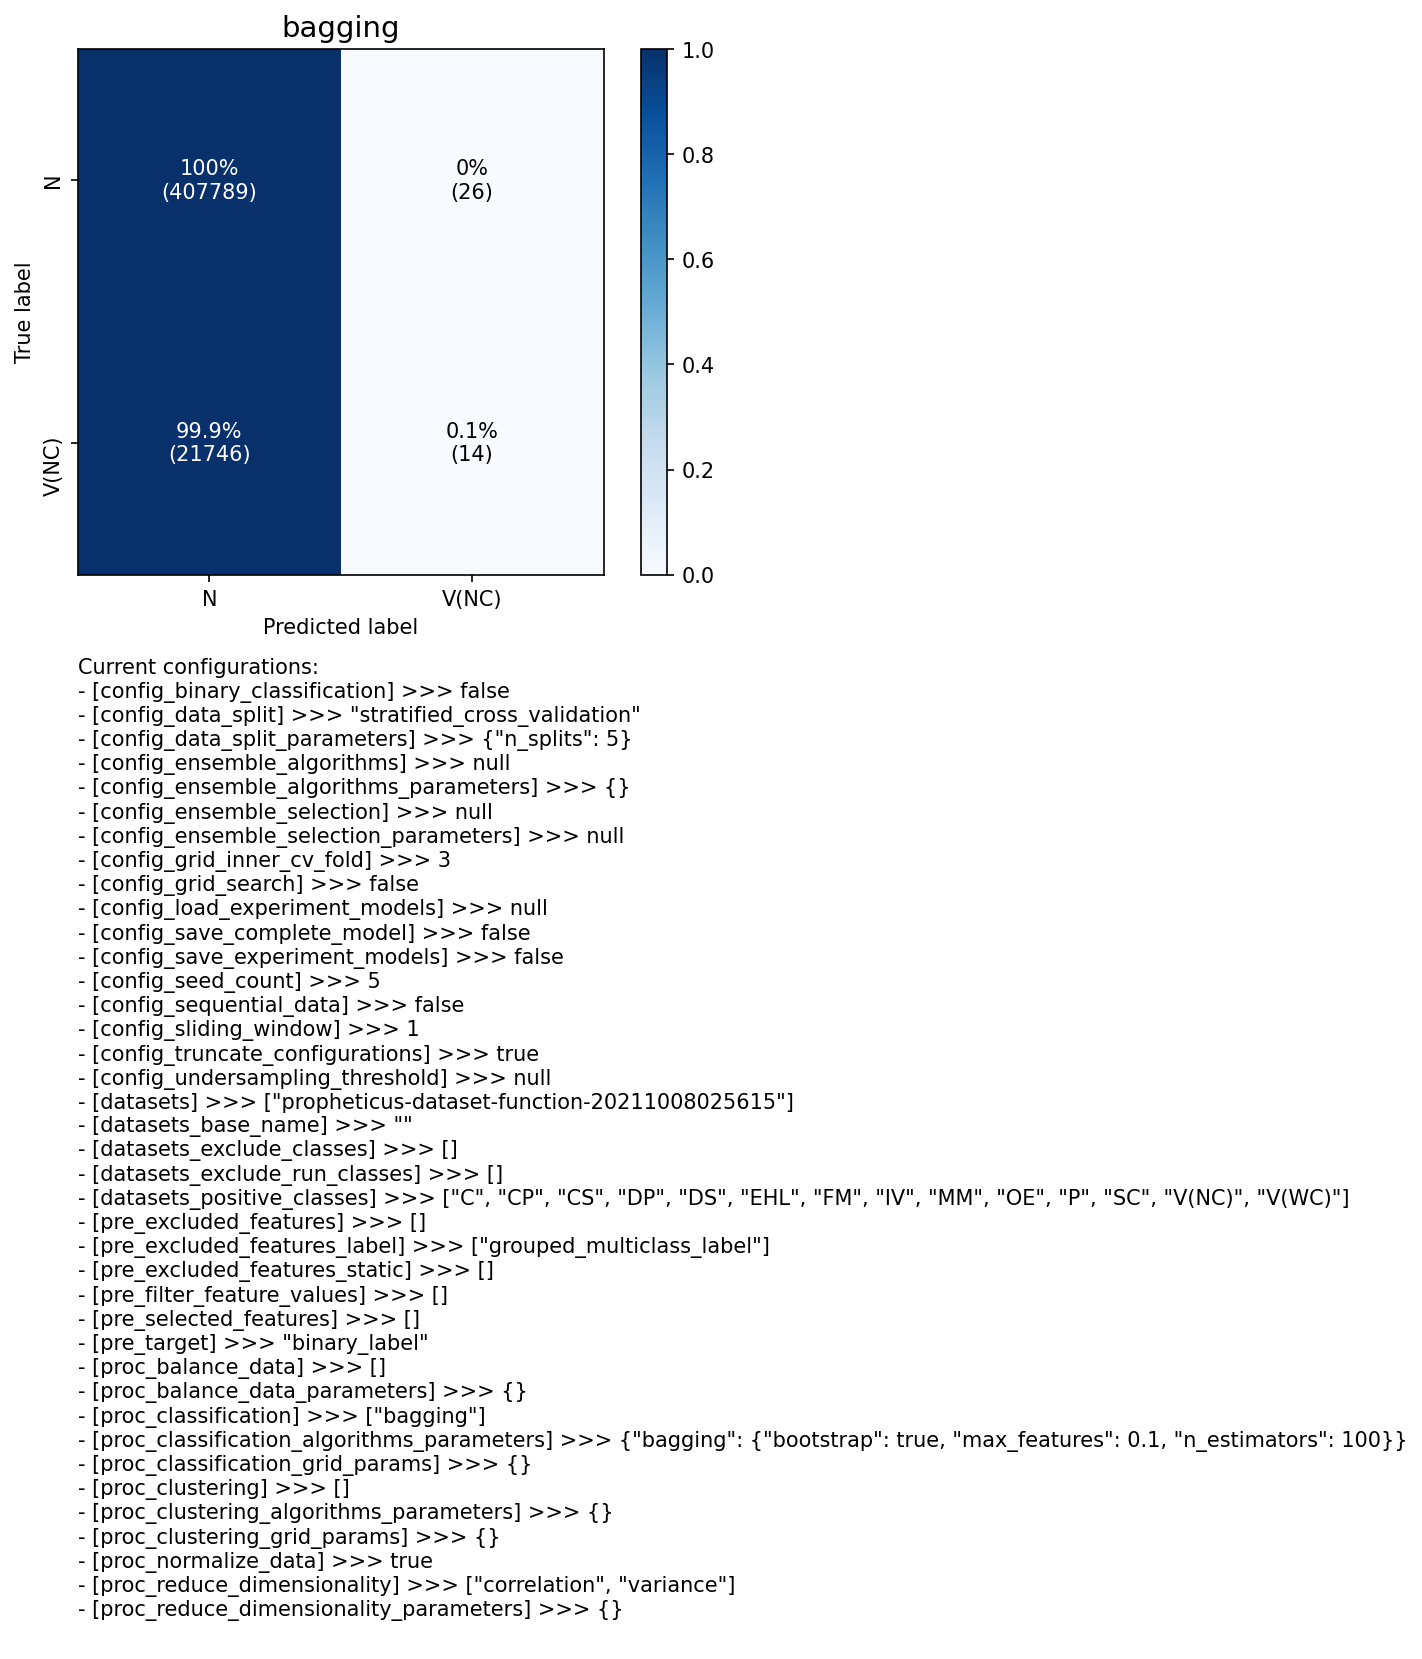 bagging
1.0
100%
(407789)
0%
(26)
0.8
N
True label
0.6
0.4
99.9%
(21746)
0.1%
(14)
V(NC)
0.2
0.0
N
V(NC)
Predicted label
Current configurations:
- [config_binary_classification] >>> false
- [config_data_split] >>> "stratified_cross_validation"
- [config_data_split_parameters] >>> {"n_splits": 5}
- [config_ensemble_algorithms] >>> null
- [config_ensemble_algorithms_parameters] >>> {}
- [config_ensemble_selection] >>> null
- [config_ensemble_selection_parameters] >>> null
- [config_grid_inner_cv_fold] >>> 3
- [config_grid_search] >>> false
- [config_load_experiment_models] >>> null
- [config_save_complete_model] >>> false
- [config_save_experiment_models] >>> false
- [config_seed_count] >>> 5
- [config_sequential_data] >>> false
- [config_sliding_window] >>> 1
- [config_truncate_configurations] >>> true
- [config_undersampling_threshold] >>> null
- [datasets] >>> ["propheticus-dataset-function-20211008025615"]
- [datasets_base_name] >>> ""
- [datasets_exclude_classes] >>> []
- [datasets_exclude_run_classes] >>> []
- [datasets_positive_classes] >>> ["C", "CP", "CS", "DP", "DS", "EHL", "FM", "IV", "MM", "OE", "P", "SC", "V(NC)", "V(WC)"]
- [pre_excluded_features] >>> []
- [pre_excluded_features_label] >>> ["grouped_multiclass_label"]
- [pre_excluded_features_static] >>> []
- [pre_filter_feature_values] >>> []
- [pre_selected_features] >>> []
- [pre_target] >>> "binary_label"
- [proc_balance_data] >>> []
- [proc_balance_data_parameters] >>> {}
- [proc_classification] >>> ["bagging"]
- [proc_classification_algorithms_parameters] >>> {"bagging": {"bootstrap": true, "max_features": 0.1, "n_estimators": 100}}
- [proc_classification_grid_params] >>> {}
- [proc_clustering] >>> []
- [proc_clustering_algorithms_parameters] >>> {}
- [proc_clustering_grid_params] >>> {}
- [proc_normalize_data] >>> true
- [proc_reduce_dimensionality] >>> ["correlation", "variance"]
- [proc_reduce_dimensionality_parameters] >>> {}